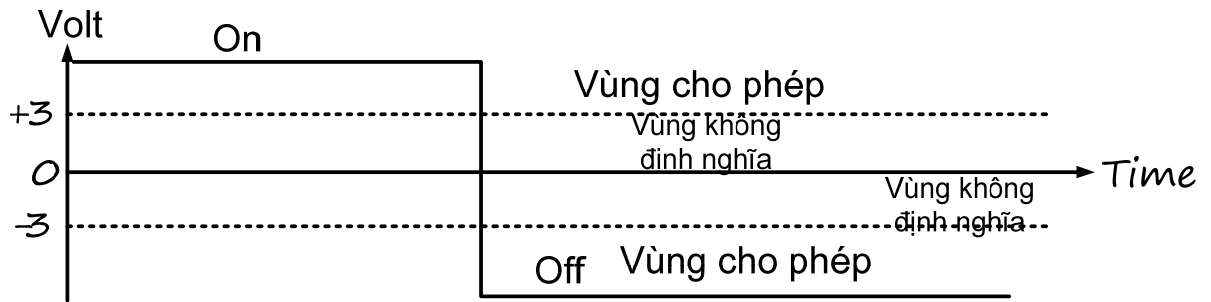 Volt
On
Vùng cho phép
+3
Vùng không
đinh nghĩa
0
Time
Vùng không
định nghĩa
-3
Off
Vùng cho phép